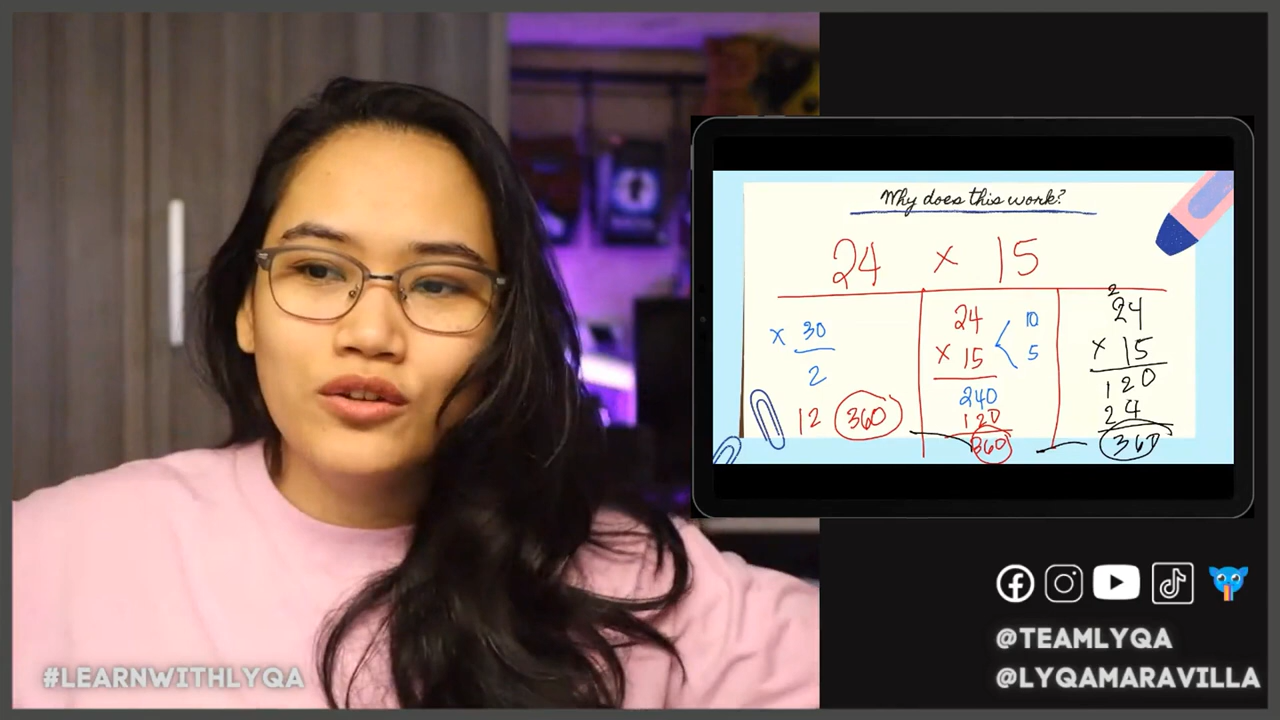 Why does this work?
24 x 15
x 30
2
12 360
24
x 15
10
5
240
120
360
2
24
x 15
120
24
360
#LEARNWITHLYQA
@TEAMLYQA
@LYQAMARAVILLA